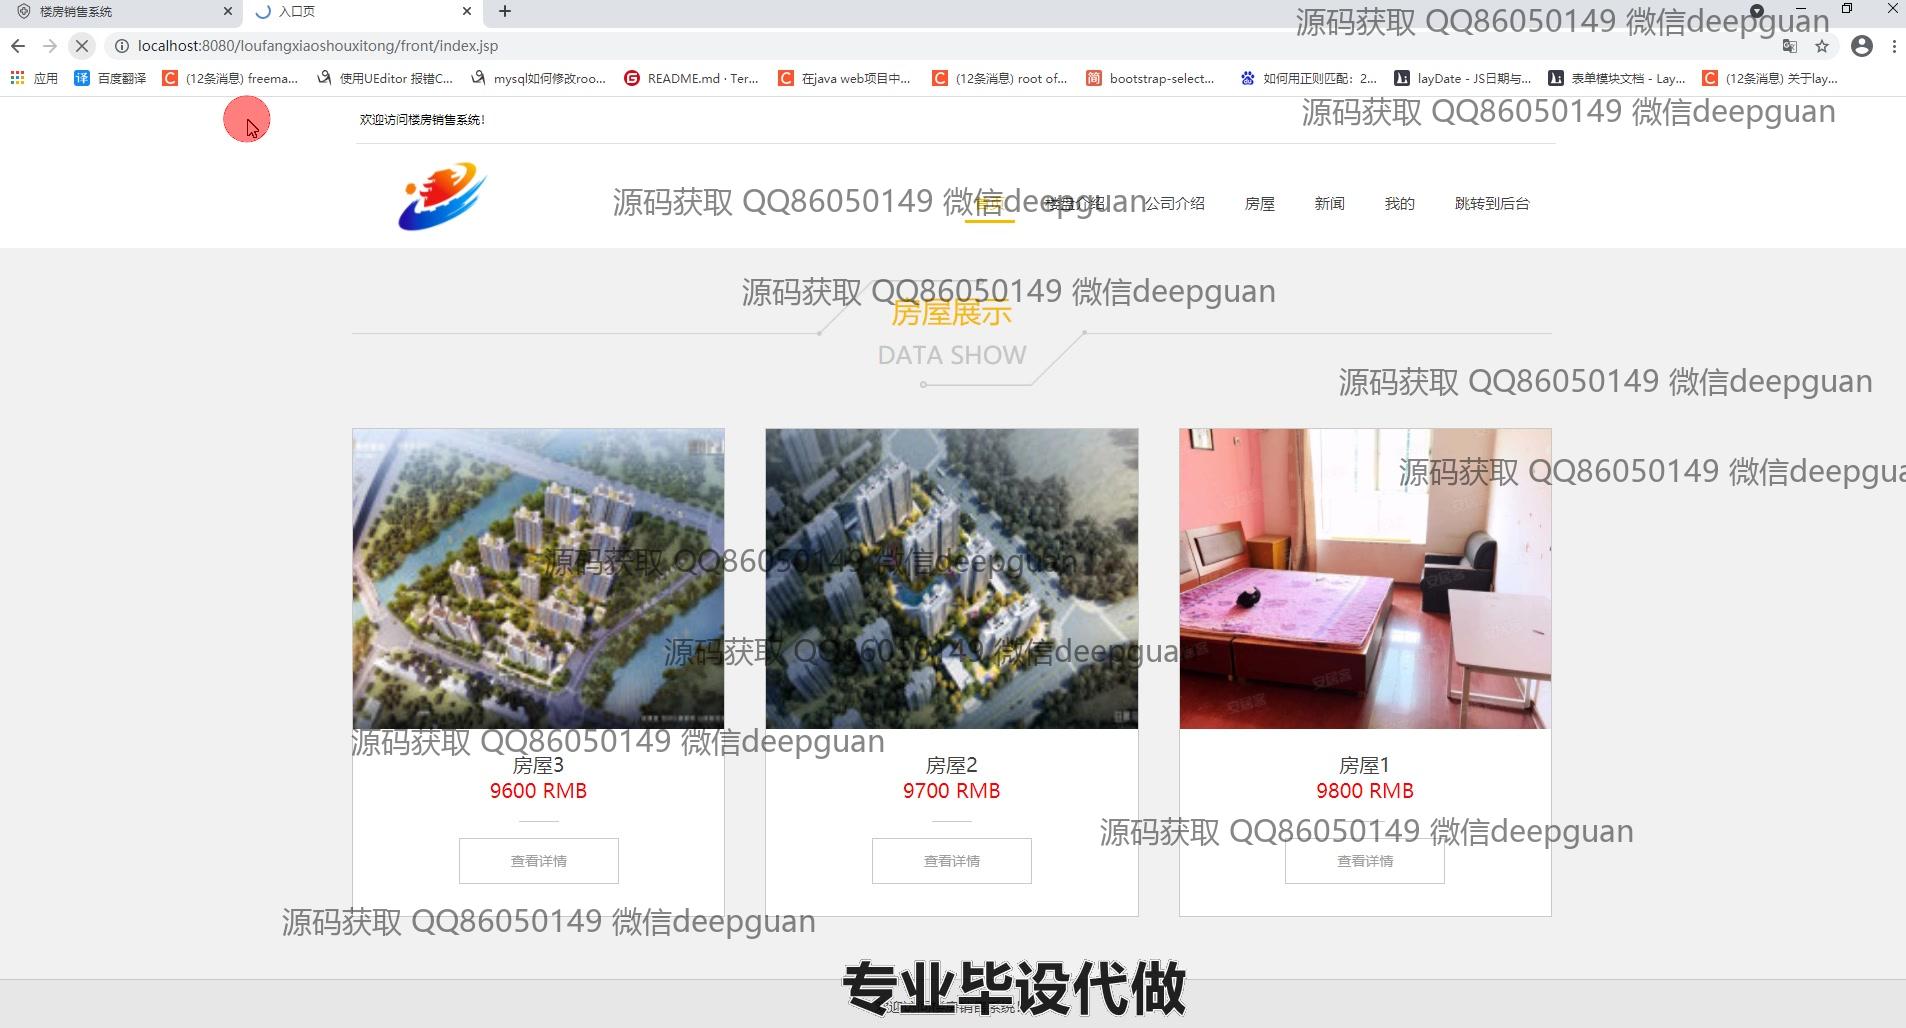 楼房销售系统
入口页
源码获取 QQ86050149 微信deepguan
localhost:8080/loufangxiaoshouxitong/front/index.jsp
应用
百度翻译
(12条消息) freema...
使用UEditor 报错C...
mysql如何修改roo...
README.md · Ter...
在java web项目中...
(12条消息) root of...
bootstrap-select...
如何用正则匹配：2...
layDate - JS日期与...
表单模块文档 - Lay...
(12条消息) 关于lay...
源码获取 QQ86050149 微信deepguan
欢迎访问楼房销售系统!
源码获取 QQ86050149 微信deepguan
首页
楼盘介绍
公司介绍
房屋
新闻
我的
跳转到后台
源码获取 QQ86050149 微信deepguan
房屋展示
DATA SHOW
源码获取 QQ86050149 微信deepguan
源码获取 QQ86050149 微信deepgua
源码获取 QQ86050149 微信deepguan
源码获取 QQ86050149 微信deepgua
安居客
安居客
安居客
源码获取 QQ86050149 微信deepguan
房屋3
9600 RMB
查看详情
房屋2
9700 RMB
查看详情
房屋1
9800 RMB
查看详情
源码获取 QQ86050149 微信deepguan
源码获取 QQ86050149 微信deepguan
专业毕设代做